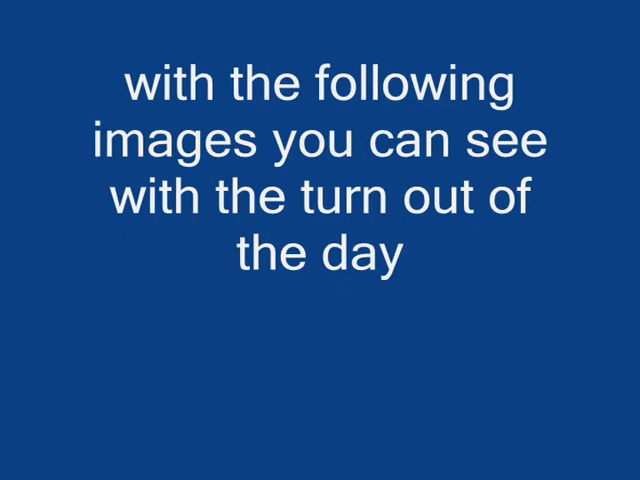 with the following
images you can see
with the turn out of
the day